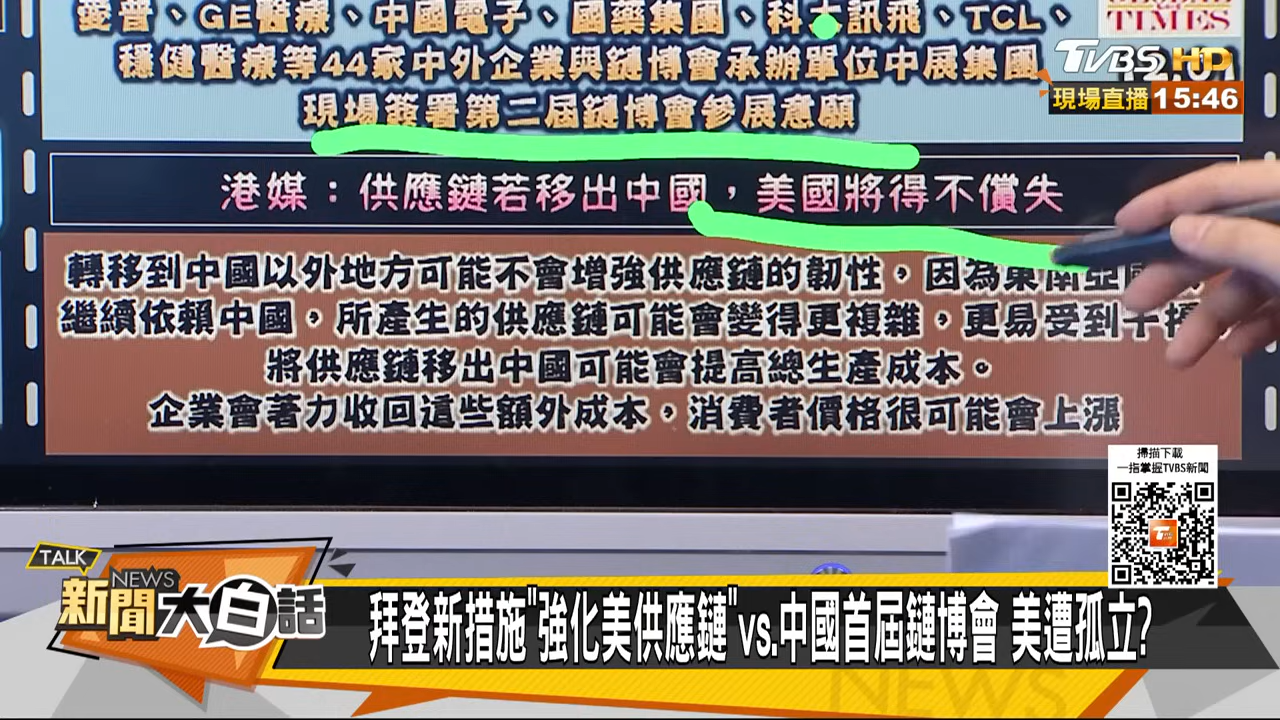 愛普、GE醫療、中國電子、國藥集團、科大訊飛、TCL、
穩健醫療等44家中外企業與鏈博會承辦單位中展集團
現場簽署第二屆鏈博會參展意願
TIMES
TVBS HD
現場直播 15:46
港媒：供應鏈若移出中國，美國將得不償失
轉移到中國以外地方可能不會增強供應鏈的韌性，因為東南亞國
繼續依賴中國，所產生的供應鏈可能會變得更複雜，更易受到干擾
將供應鏈移出中國可能會提高總生產成本。
企業會著力收回這些額外成本，消費者價格很可能會上漲
掃描下載
一指掌握TVBS新聞
TALK
NEWS
新聞大白話
拜登新措施"強化美供應鏈"vs.中國首屆鏈博會 美遭孤立?
NEWS